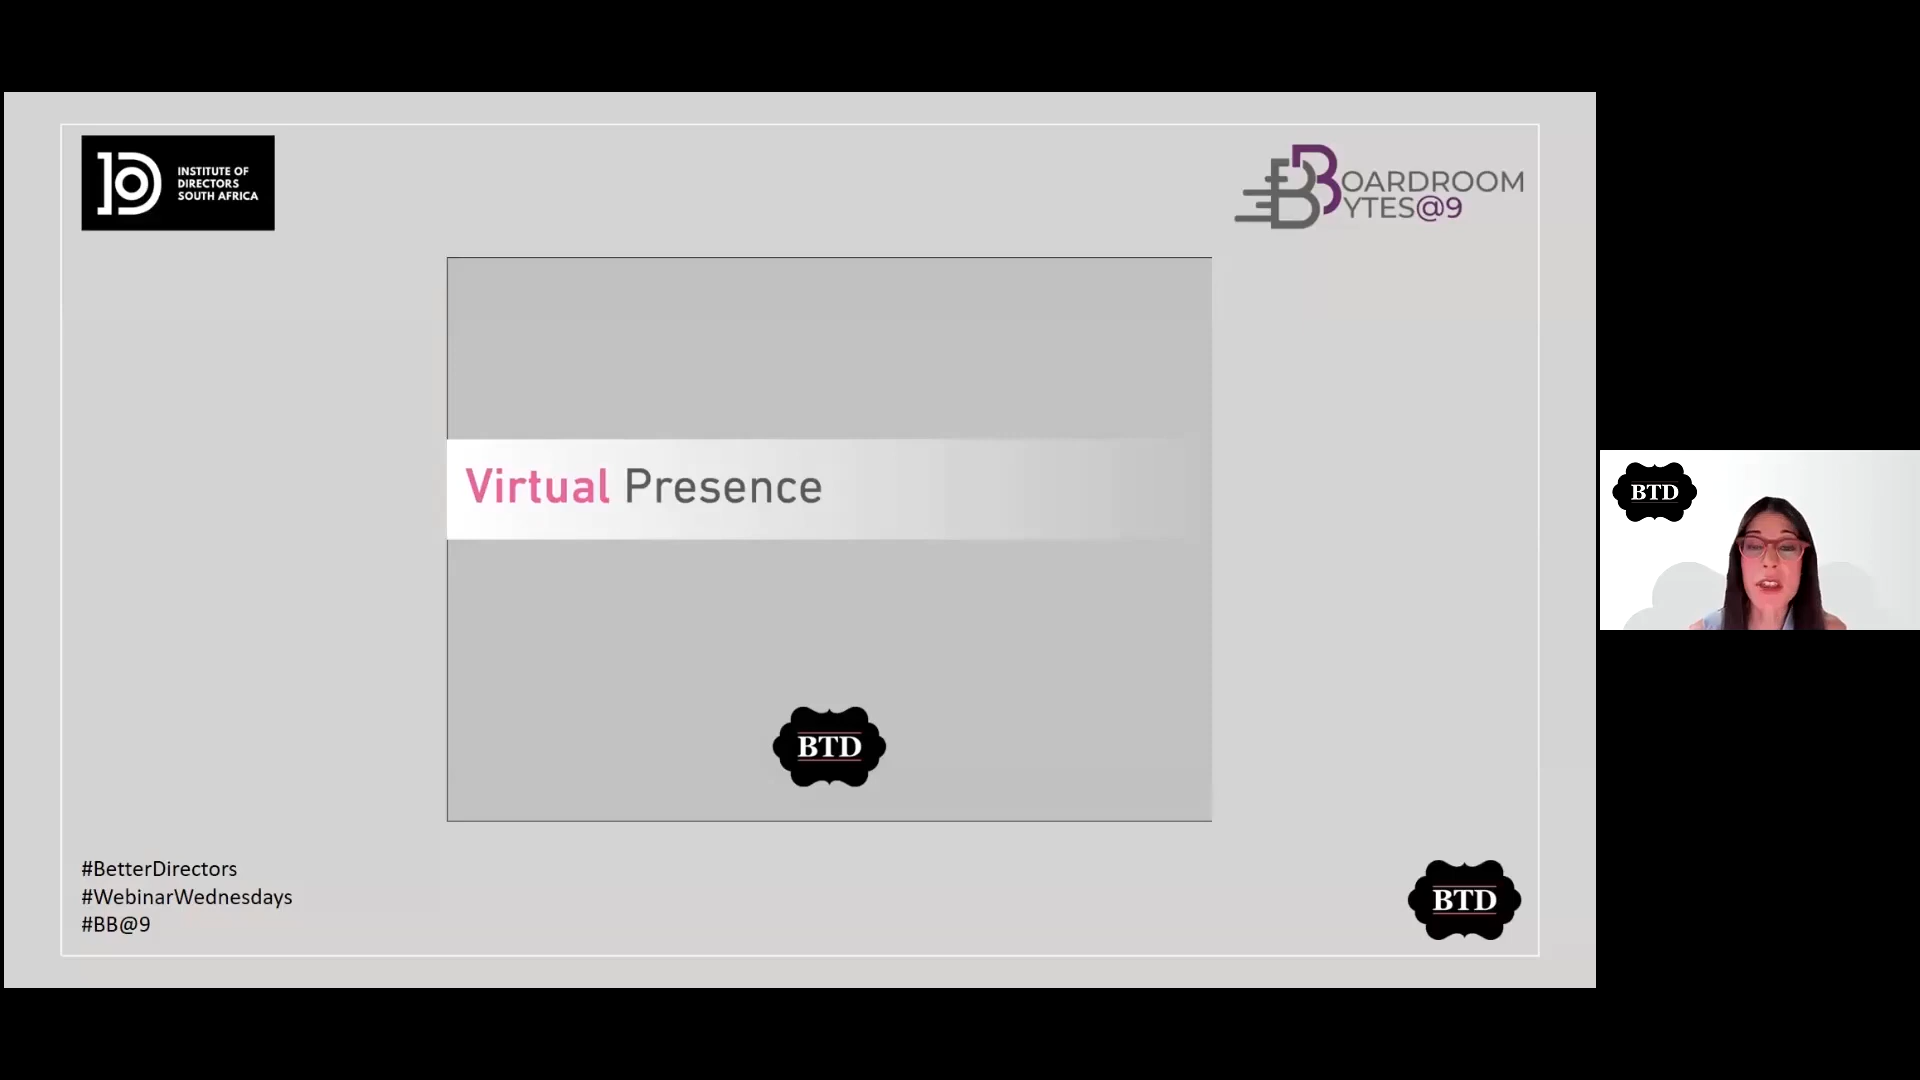 INSTITUTE OF
DIRECTORS
SOUTH AFRICA
BOARDROOM
BYTES@9
Virtual Presence
BTD
#BetterDirectors
#WebinarWednesdays
#BB@9
BTD
BTD